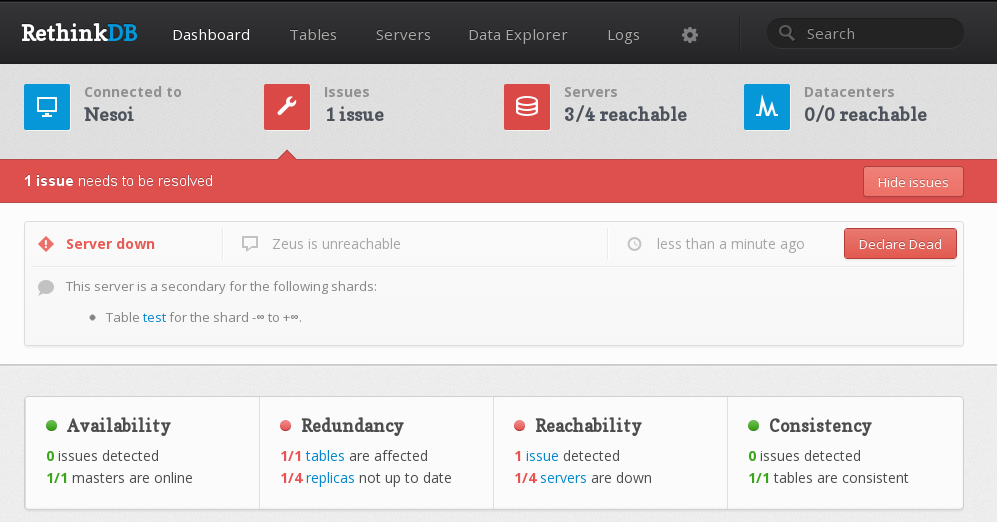 RethinkDB Dashboard Tables Servers Data Explorer Logs Search
Connected to Issues Servers Datacenters
Nesoi 1 issue 3/4 reachable 0/0 reachable
1 issue needs to be resolved Hide issues
Server down Zeus is unreachable less than a minute ago Declare Dead
This server is a secondary for the following shards:
• Table test for the shard -∞ to +∞.
Availability Redundancy Reachability Consistency
0 issues detected 1/1 tables are affected 1 issue detected 0 issues detected
1/1 masters are online 1/4 replicas not up to date 1/4 servers are down 1/1 tables are consistent